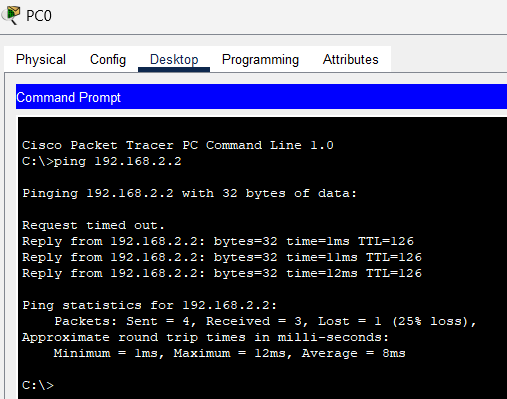 PC0
Physical Config Desktop Programming Attributes
Command Prompt
Cisco Packet Tracer PC Command Line 1.0
C:\>ping 192.168.2.2
Pinging 192.168.2.2 with 32 bytes of data:
Request timed out.
Reply from 192.168.2.2: bytes=32 time=1ms TTL=126
Reply from 192.168.2.2: bytes=32 time=11ms TTL=126
Reply from 192.168.2.2: bytes=32 time=12ms TTL=126
Ping statistics for 192.168.2.2:
Packets: Sent = 4, Received = 3, Lost = 1 (25% loss),
Approximate round trip times in milli-seconds:
Minimum = 1ms, Maximum = 12ms, Average = 8ms
C:\>